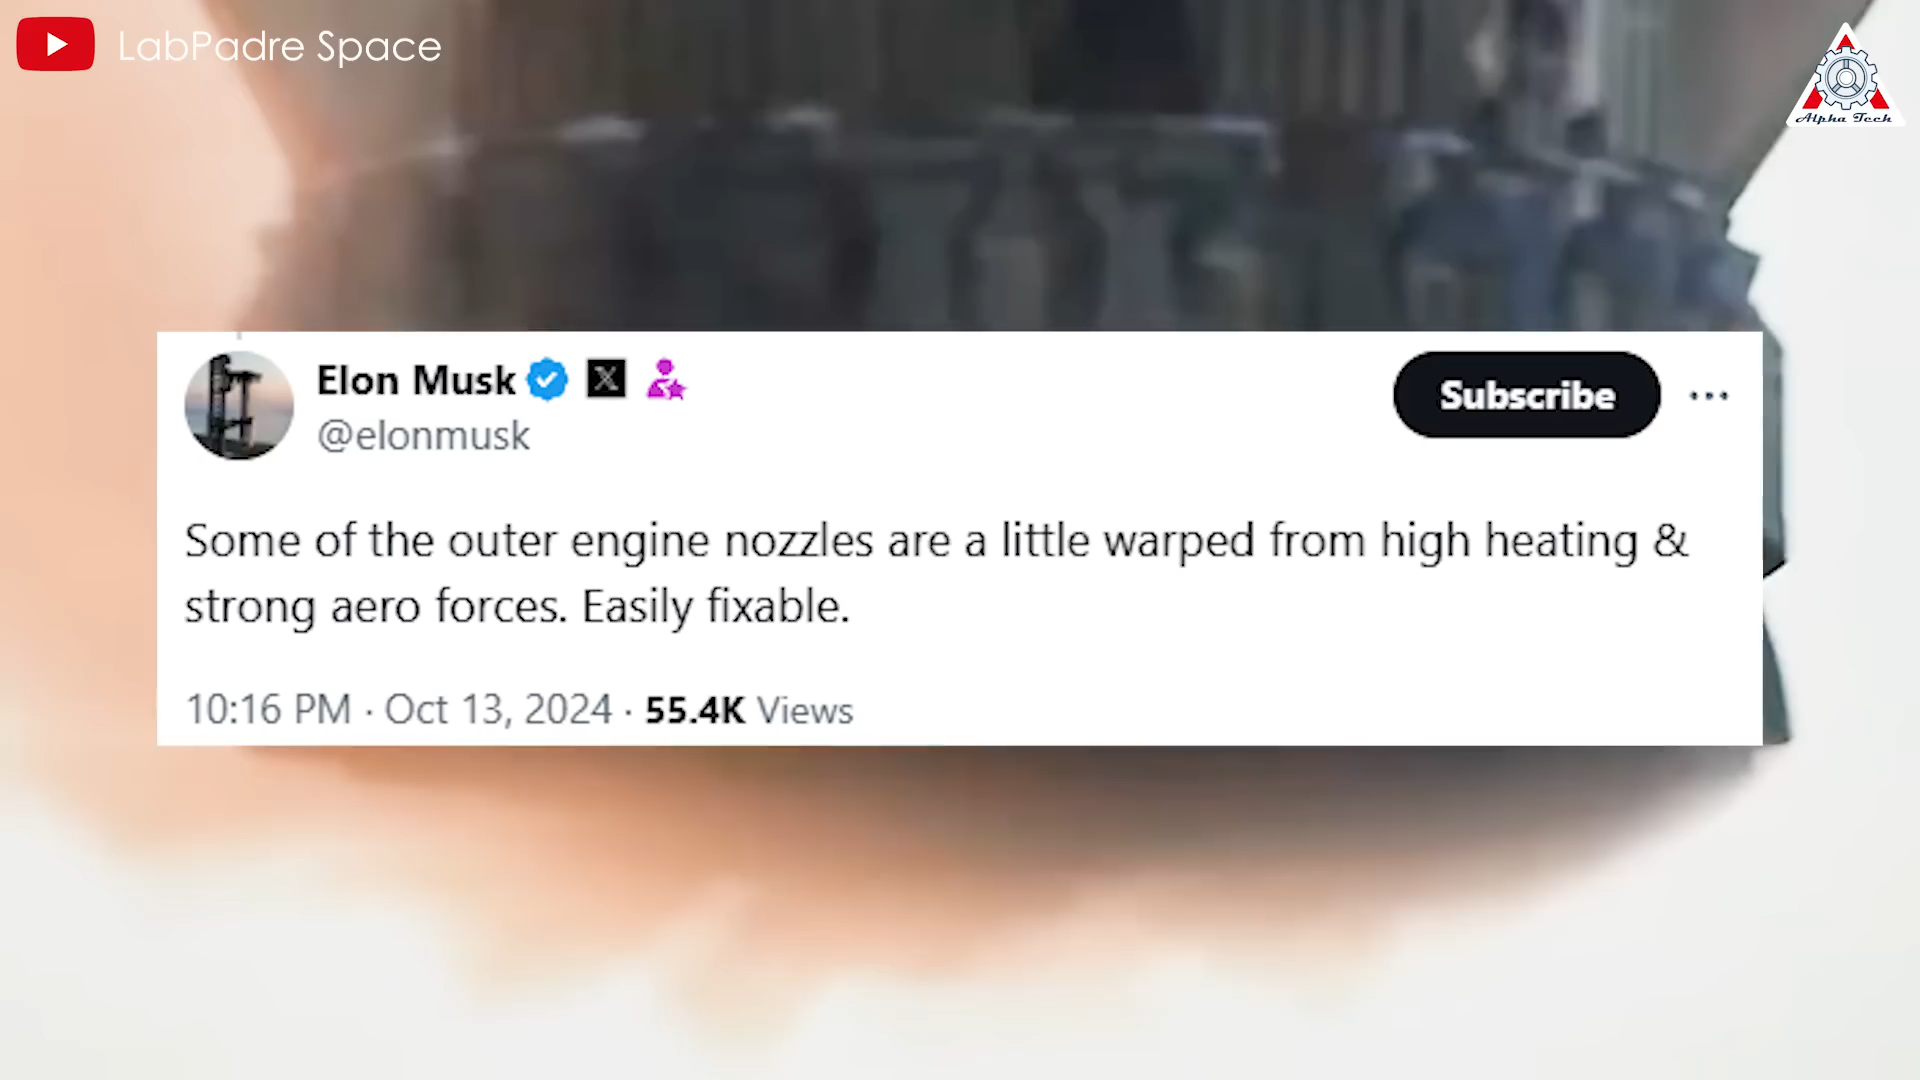 LabPadre Space
Alpha Tech
Elon Musk
Subscribe
@elonmusk
Some of the outer engine nozzles are a little warped from high heating &
strong aero forces. Easily fixable.
10:16 PM · Oct 13, 2024 · 55.4K Views